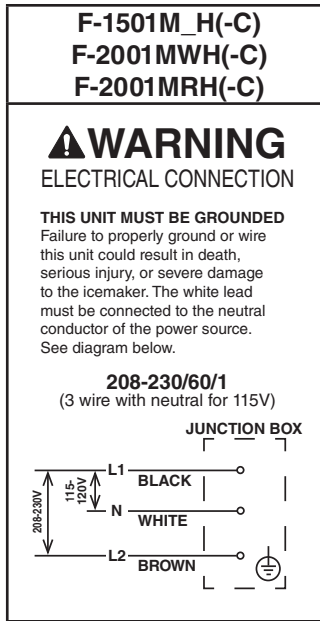 F-1501M_H(-C)
F-2001MWH(-C)
F-2001MRH(-C)
WARNING
ELECTRICAL CONNECTION
THIS UNIT MUST BE GROUNDED
Failure to properly ground or wire
this unit could result in death,
serious injury, or severe damage
to the icemaker. The white lead
must be connected to the neutral
conductor of the power source.
See diagram below.
208-230/60/1
(3 wire with neutral for 115V)
JUNCTION BOX
L1
BLACK
115-
120V
208-230V
N
WHITE
L2
BROWN